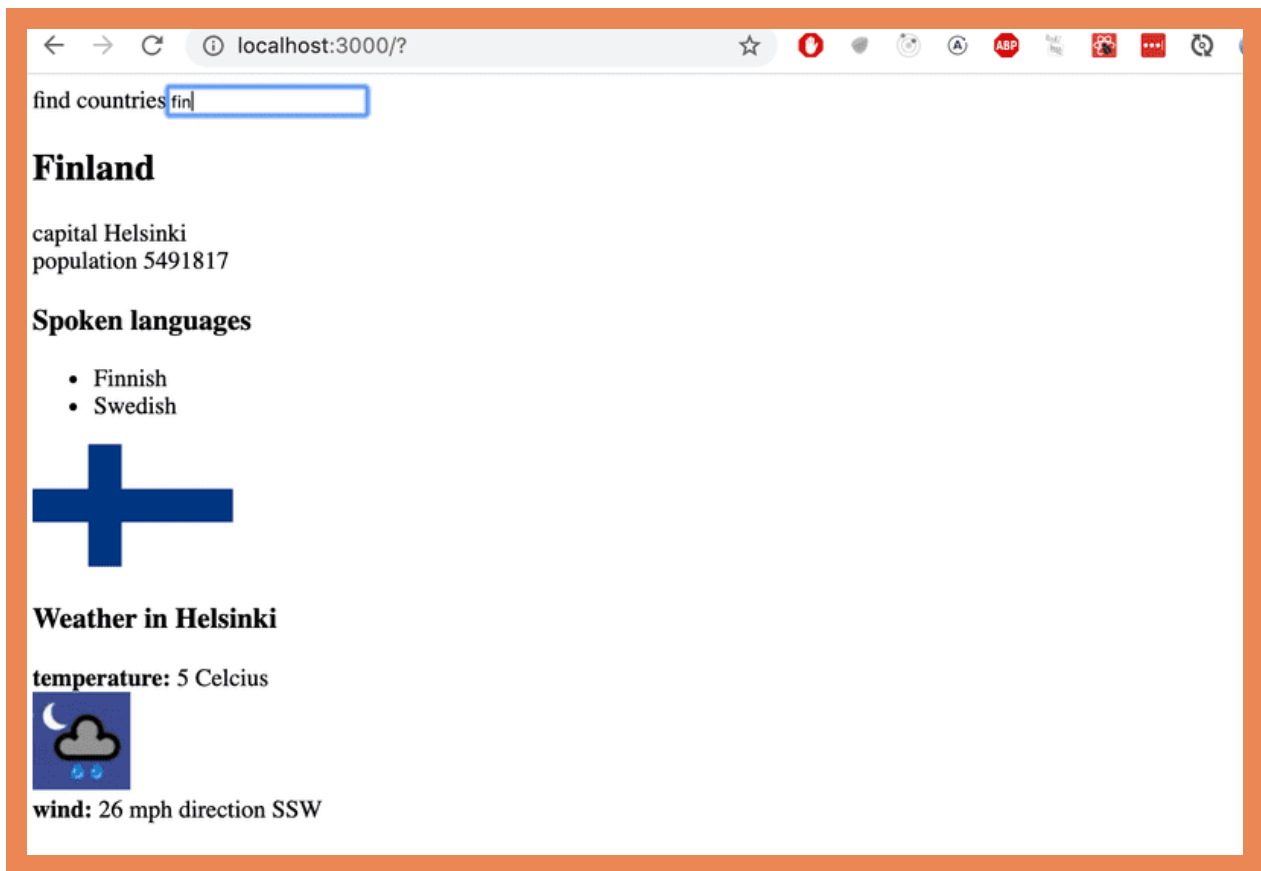 localhost:3000/?
ABP
find countries fin
Finland
capital Helsinki
population 5491817
Spoken languages
Finnish
Swedish
Weather in Helsinki
temperature: 5 Celcius
wind: 26 mph direction SSW